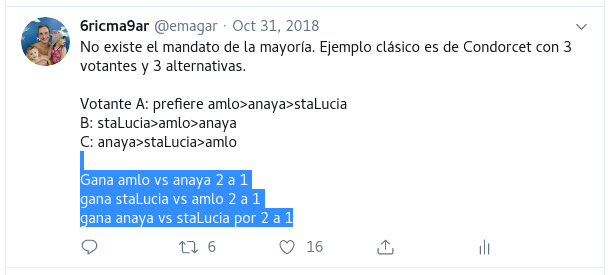 6ricma9ar @emagar · Oct 31, 2018
No existe el mandato de la mayoría. Ejemplo clásico es de Condorcet con 3
votantes y 3 alternativas.
Votante A: prefiere amlo>anaya>staLucia
B: staLucia>amlo>anaya
C: anaya>staLucia>amlo
Gana amlo vs anaya 2 a 1
gana staLucia vs amlo 2 a 1
gana anaya vs staLucia por 2 a 1
6 16